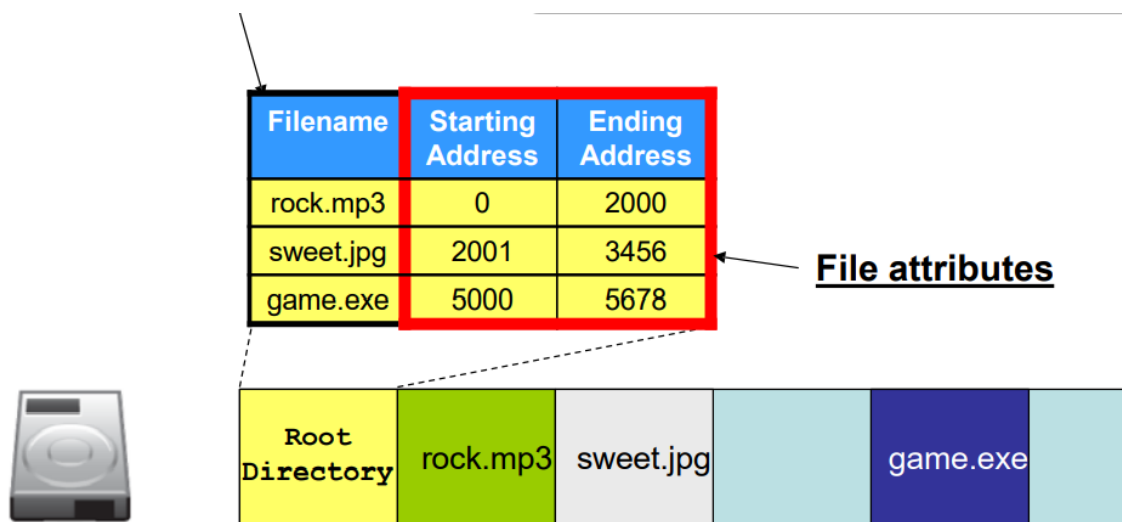 Filename Starting Ending
Address Address
rock.mp3 0 2000
sweet.jpg 2001 3456
game.exe 5000 5678
File attributes
Root
Directory rock.mp3 sweet.jpg game.exe